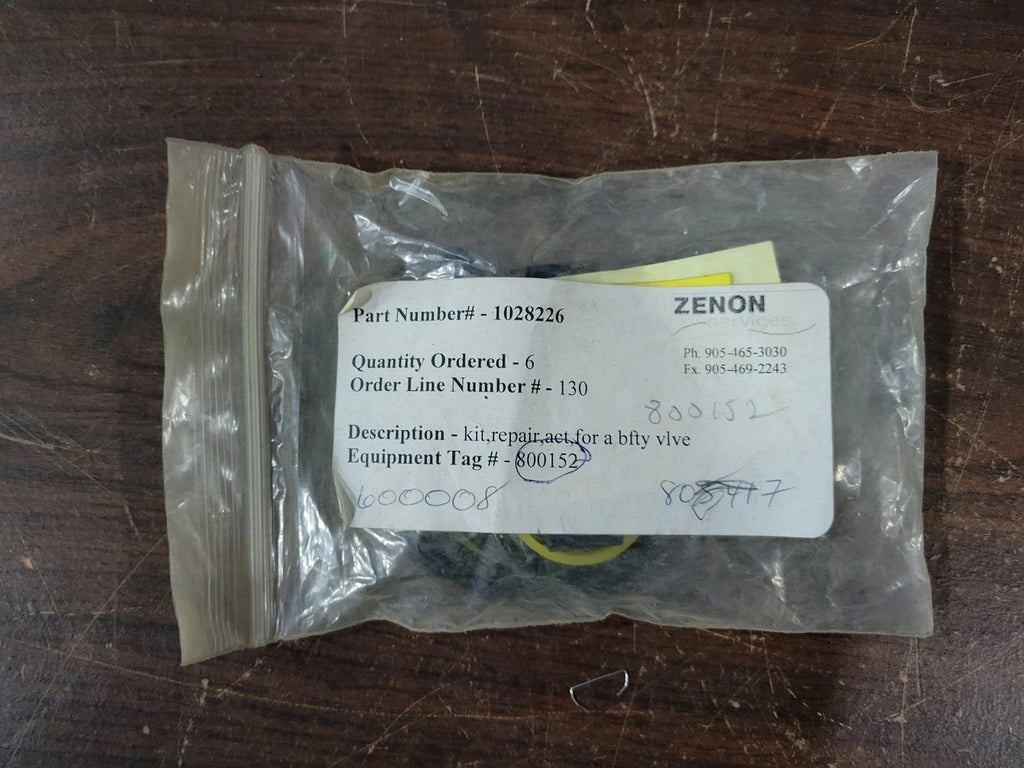 Part Number# - 1028226
ZENON
services
Quantity Ordered - 6
Ph. 905-465-3030
Order Line Number # - 130
Fx. 905-469-2243
800152
Description - kit,repair,act,for a bfty vlve
Equipment Tag # - 800152
600008